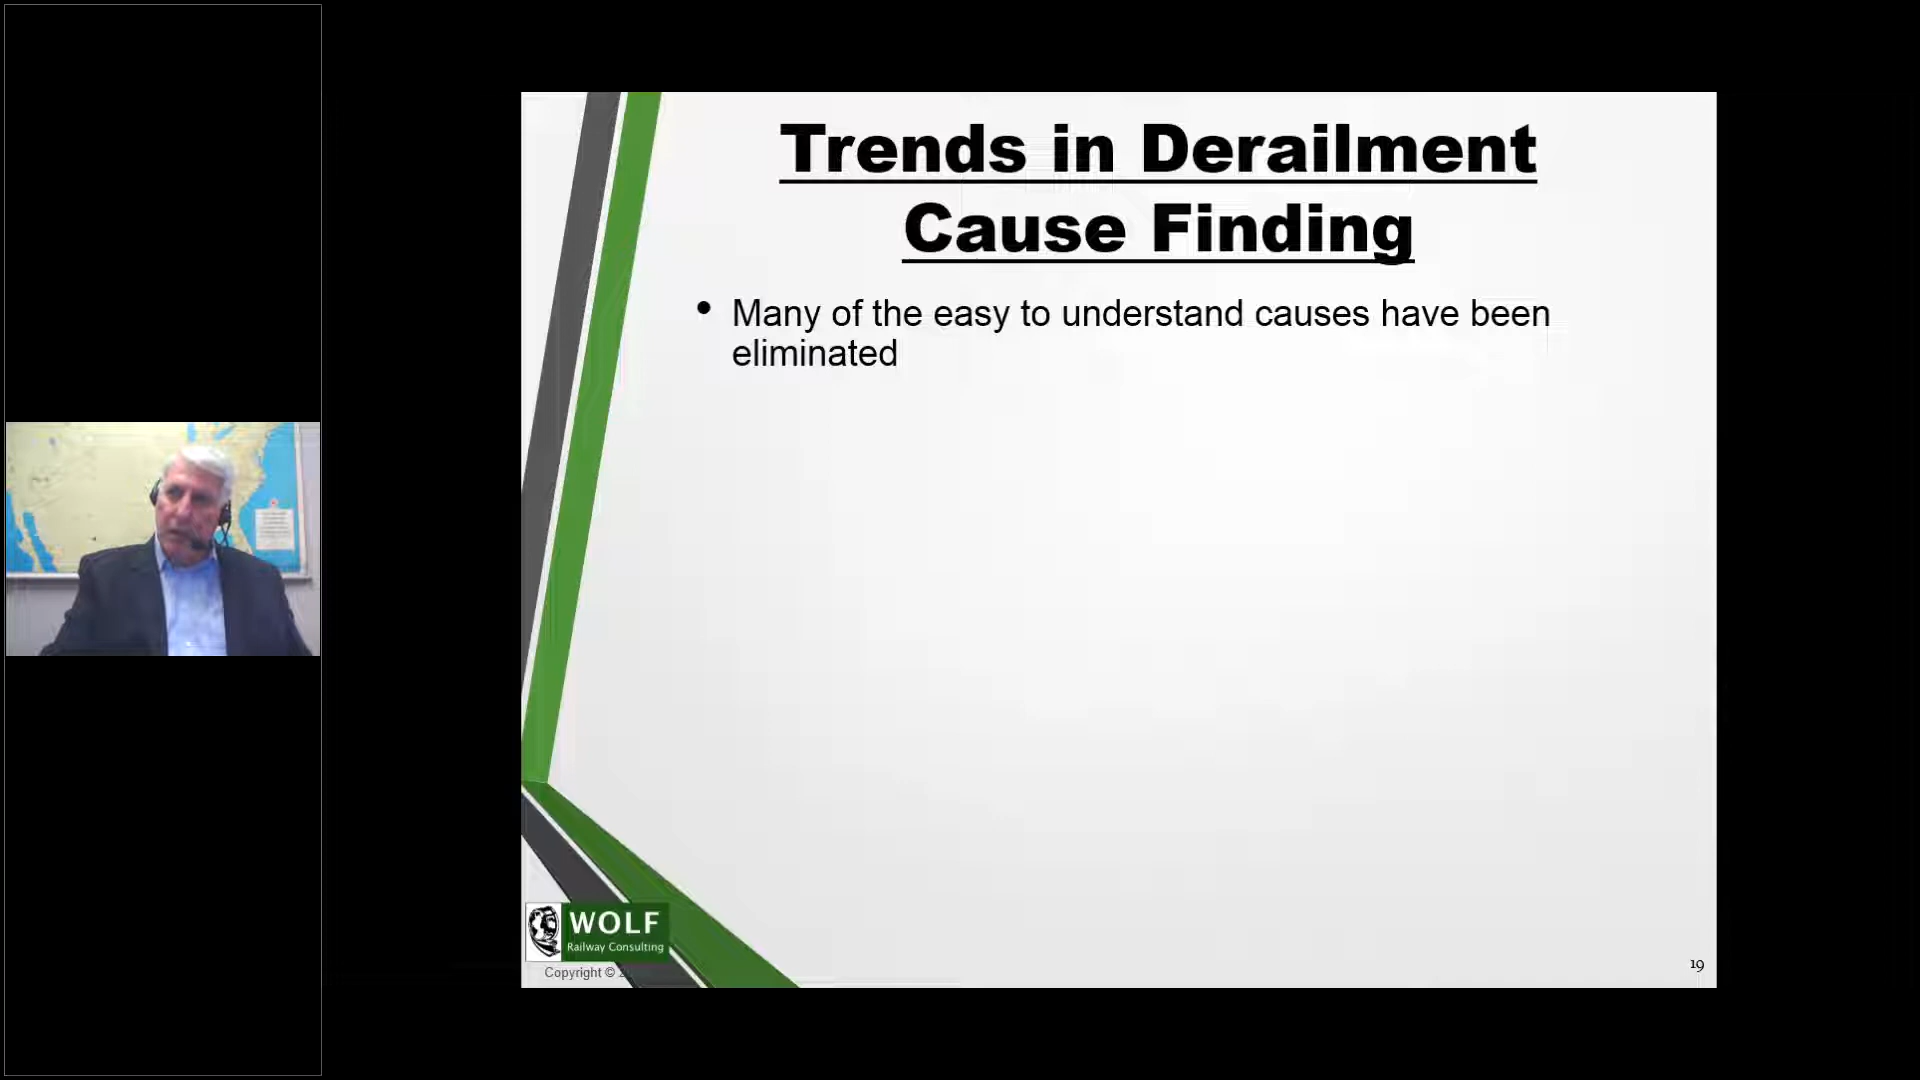 Trends in Derailment
Cause Finding
• Many of the easy to understand causes have been
eliminated
WOLF
Railway Consulting
Copyright ©
19